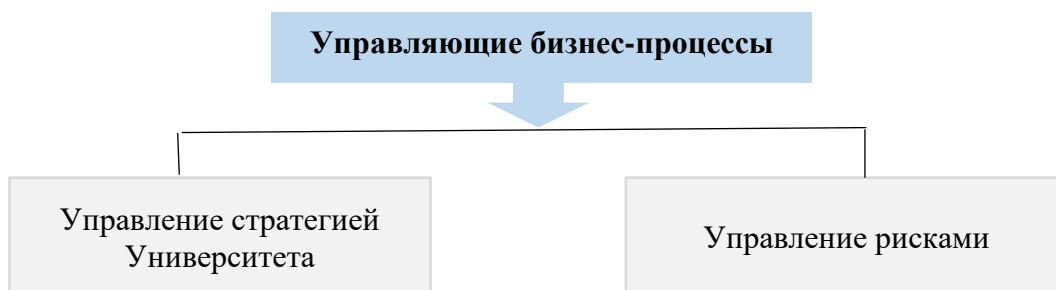 Управляющие бизнес-процессы
Управление стратегией
Университета
Управление рисками